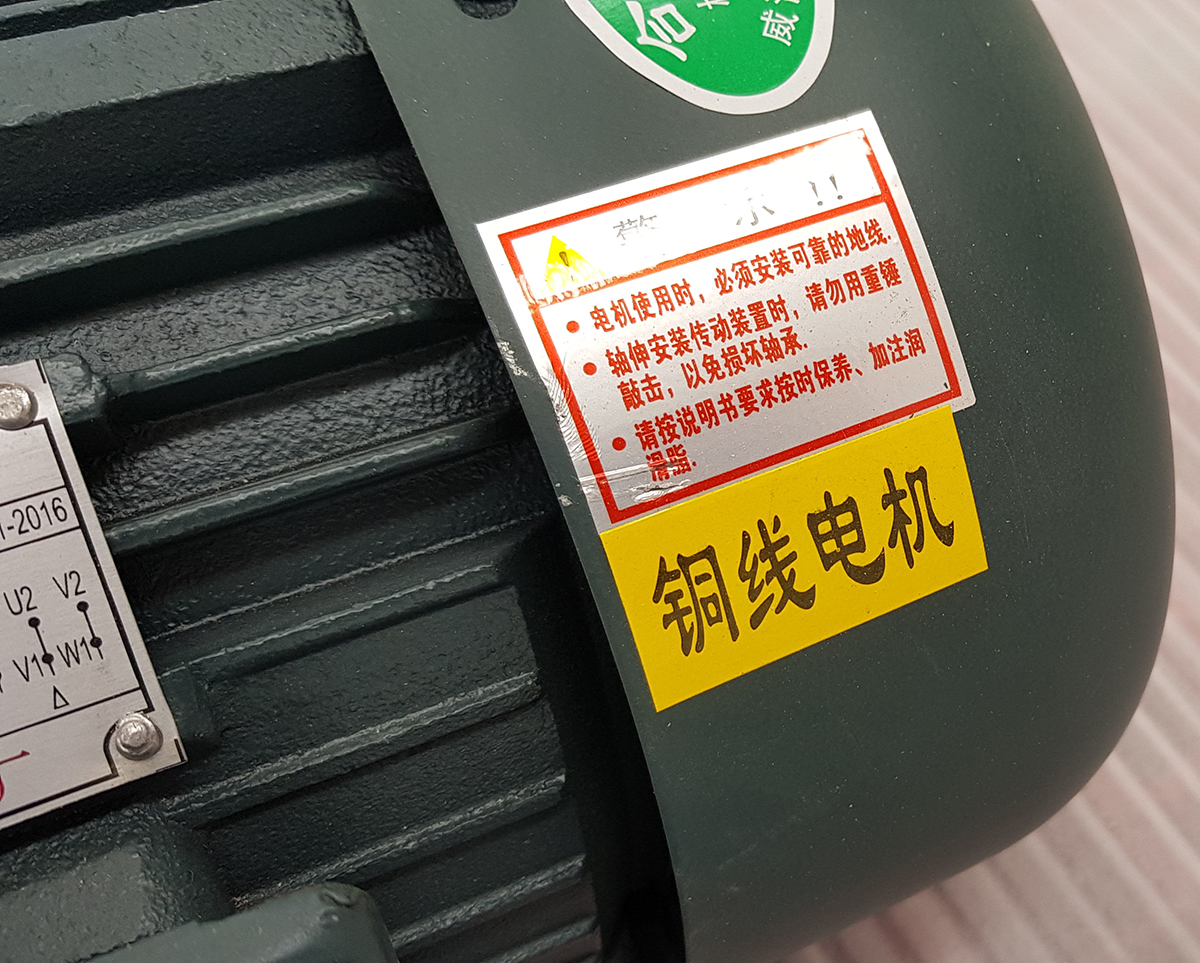 威
警 示 !!
• 电机使用时，必须安装可靠的地线.
• 轴伸安装传动装置时，请勿用重锤
敲击，以免损坏轴承.
• 请按说明书要求按时保养、加注润
滑脂.
铜线电机
-2016
U2 V2
V1 W1
△